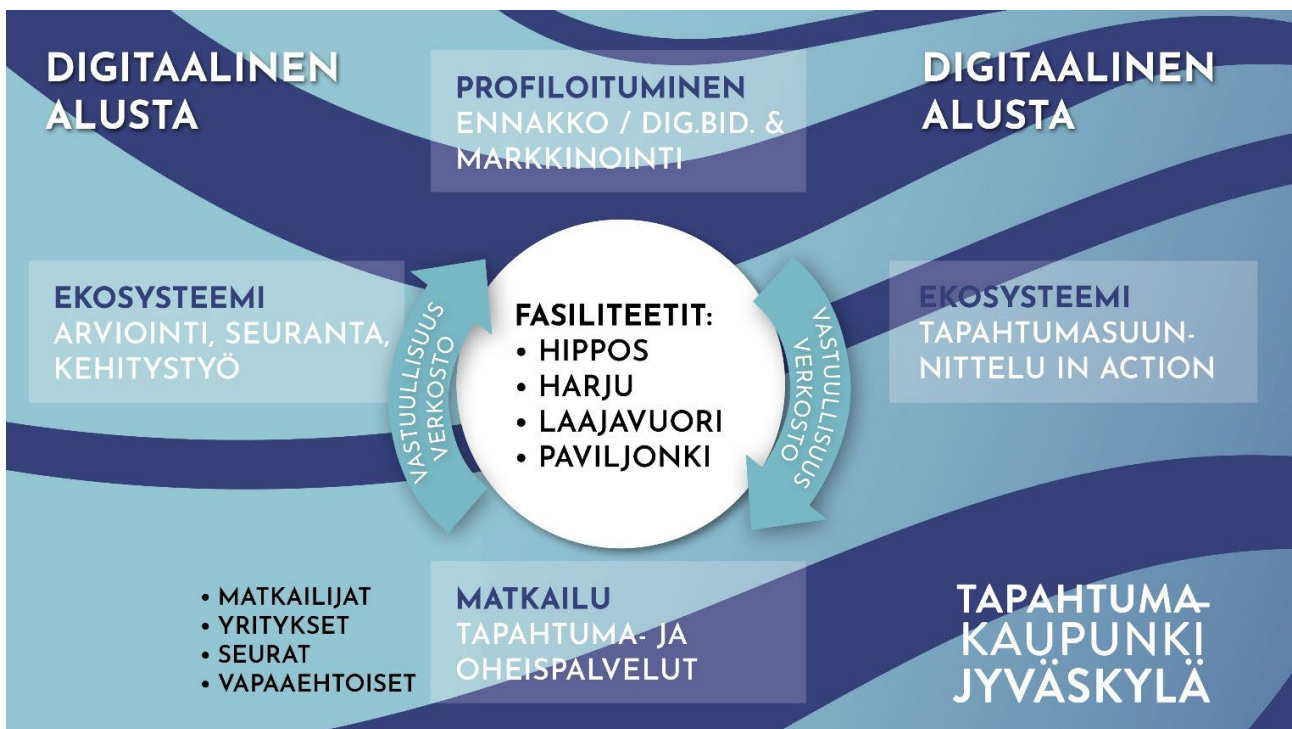 DIGITAALINEN
ALUSTA
PROFILOITUMINEN
ENNAKKO / DIG.BID. &
MARKKINOINTI
DIGITAALINEN
ALUSTA
EKOSYSTEEMI
ARVIOINTI, SEURANTA,
KEHITYSTYÖ
VASTUULLISUUS
VERKOSTO
FASILITEETIT:
• HIPPOS
• HARJU
• LAAJAVUORI
• PAVILJONKI
VASTUULLISUUS
VERKOSTO
EKOSYSTEEMI
TAPAHTUMASUUN-
NITTELU IN ACTION
• MATKAILIJAT
• YRITYKSET
• SEURAT
• VAPAAEHTOISET
MATKAILU
TAPAHTUMA- JA
OHEISPALVELUT
TAPAHTUMA-
KAUPUNKI
JYVÄSKYLÄ